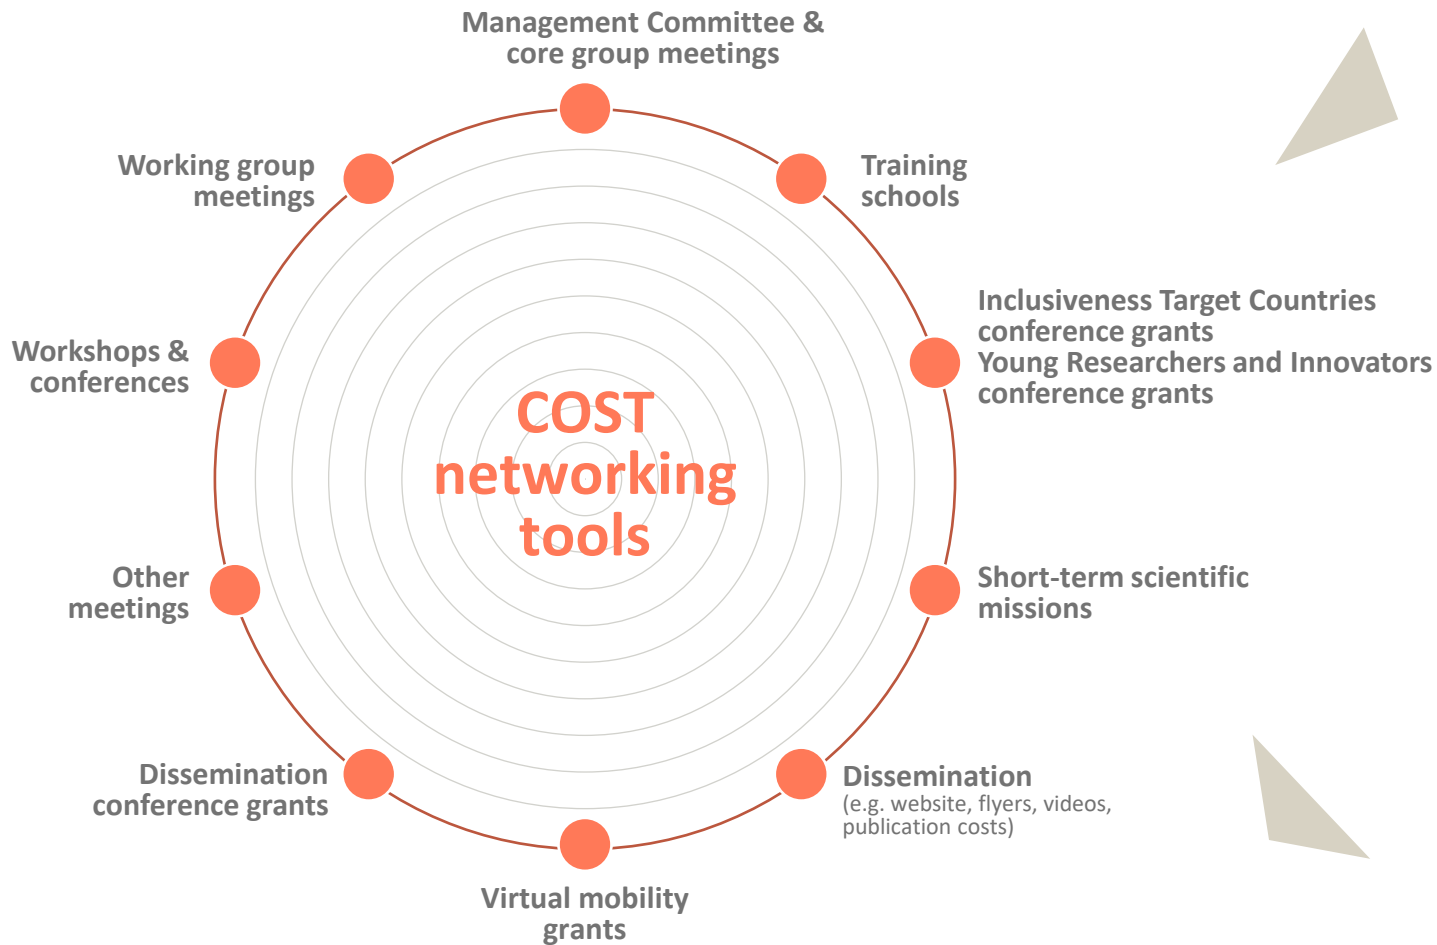 Management Committee &
core group meetings
Training
schools
Inclusiveness Target Countries
conference grants
Young Researchers and Innovators
conference grants
Short-term scientific
missions
Dissemination
(e.g. website, flyers, videos,
publication costs)
Virtual mobility
grants
Dissemination
conference grants
Other
meetings
Workshops &
conferences
Working group
meetings
COST
networking
tools